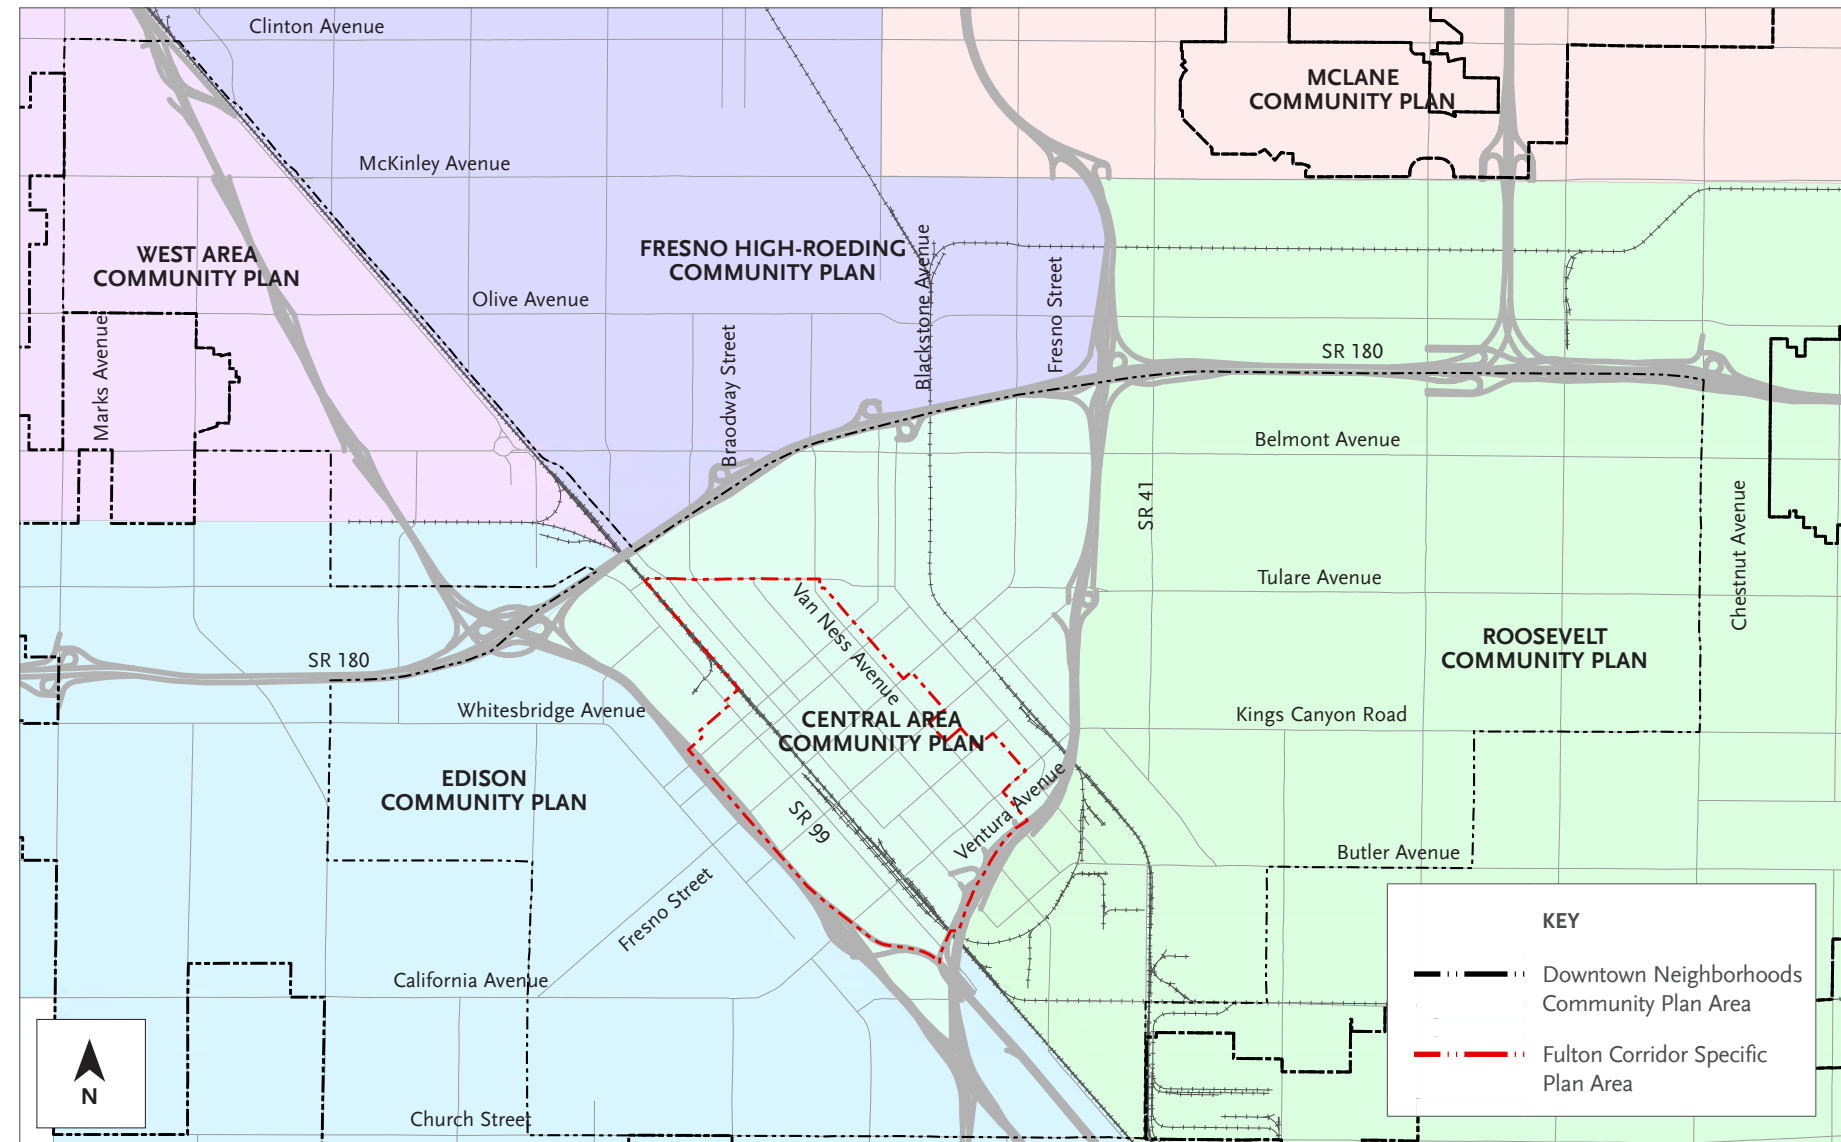 Clinton Avenue
MCLANE
COMMUNITY PLAN
McKinley Avenue
WEST AREA
COMMUNITY PLAN
FRESNO HIGH-ROEDING
COMMUNITY PLAN
Olive Avenue
Marks Avenue
Braodway Street
Blackstone Avenue
Fresno Street
SR 180
Belmont Avenue
SR 41
Chestnut Avenue
Tulare Avenue
Van Ness Avenue
ROOSEVELT
COMMUNITY PLAN
SR 180
Whitesbridge Avenue
CENTRAL AREA
COMMUNITY PLAN
Kings Canyon Road
EDISON
COMMUNITY PLAN
SR 99
Ventura Avenue
Butler Avenue
Fresno Street
California Avenue
Church Street
N
KEY
Downtown Neighborhoods
Community Plan Area
Fulton Corridor Specific
Plan Area